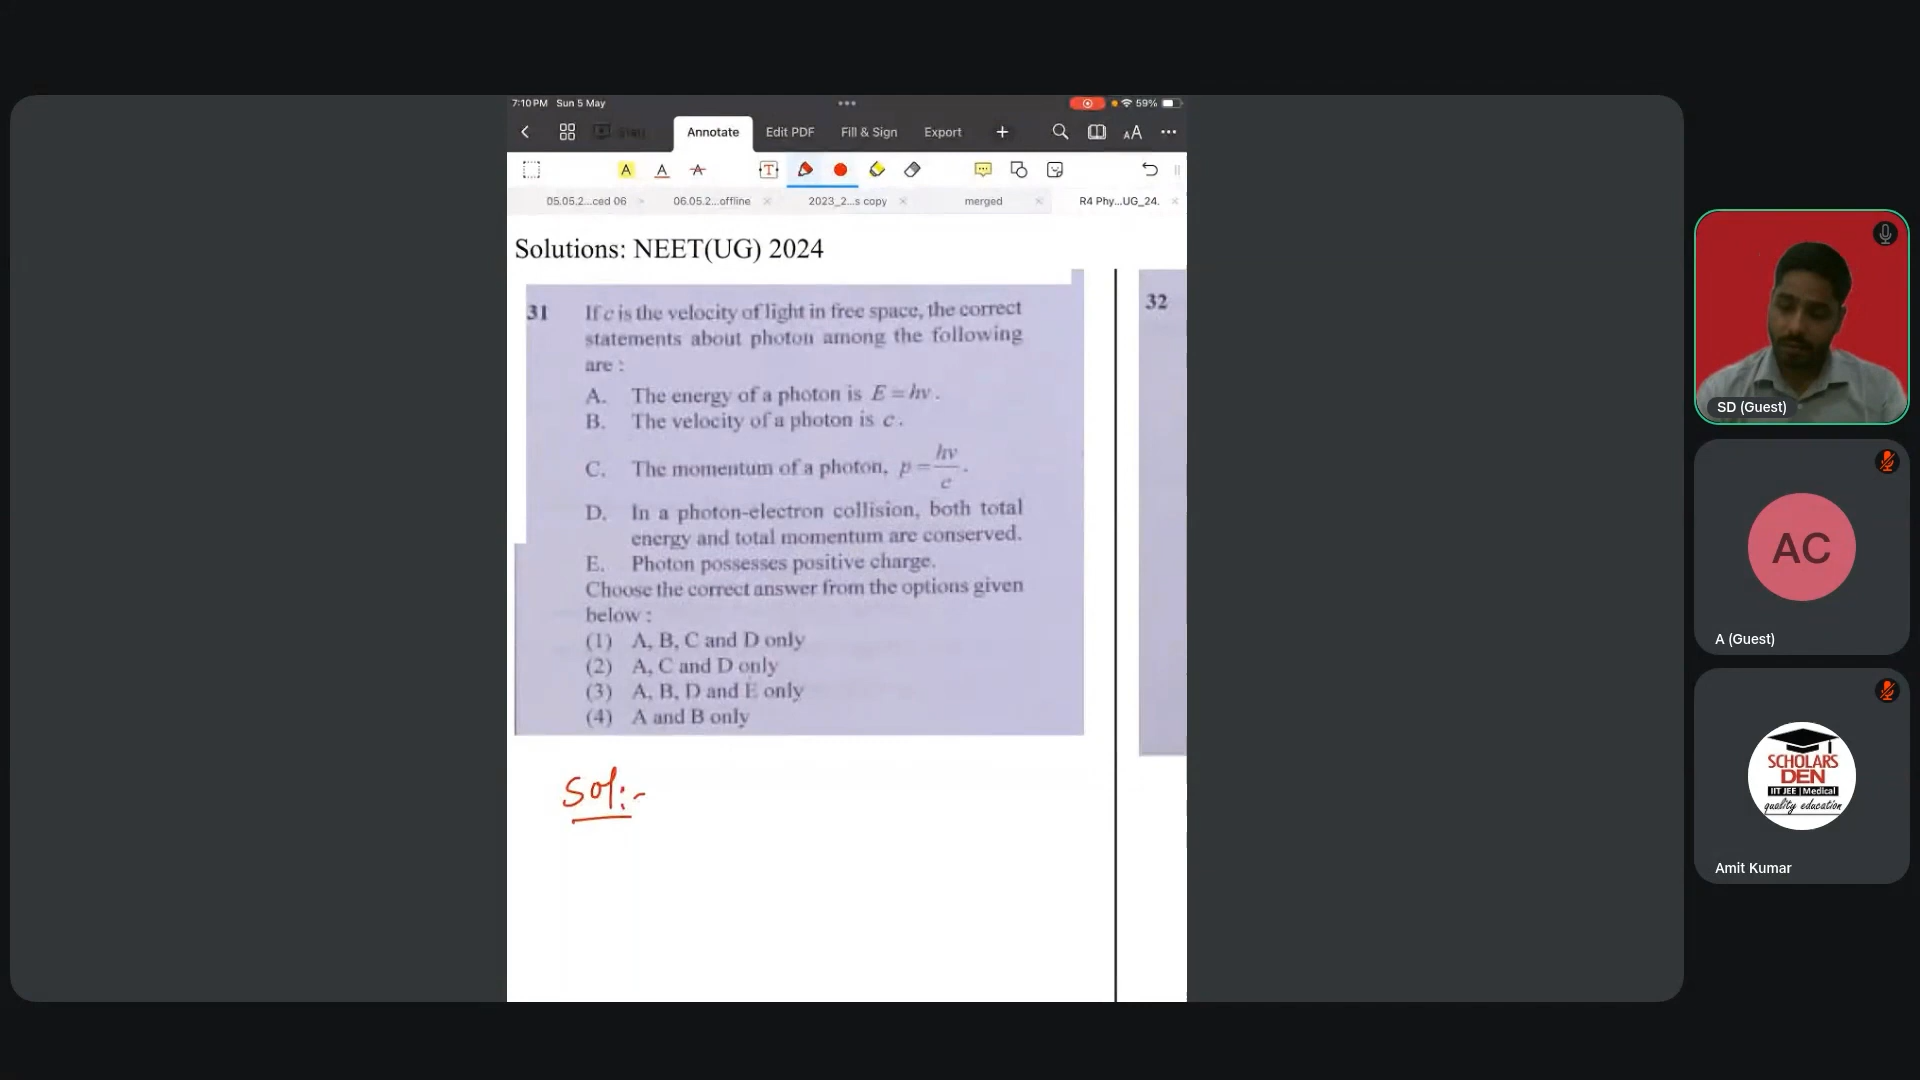 7:10 PM Sun 5 May
59%
Annotate
Edit PDF
Fill & Sign
Export
AA
A
A
A
T
05.05.2...ced 06
06.05.2...offline
2023_2...s copy
merged
R4 Phy...UG_24.
Solutions: NEET(UG) 2024
31 If c is the velocity of light in free space, the correct
statements about photon among the following
are :
A. The energy of a photon is E = hν.
B. The velocity of a photon is c.
C. The momentum of a photon, p = hν/c.
D. In a photon-electron collision, both total
energy and total momentum are conserved.
E. Photon possesses positive charge.
Choose the correct answer from the options given
below :
(1) A, B, C and D only
(2) A, C and D only
(3) A, B, D and E only
(4) A and B only
32
Sol:-
SD (Guest)
AC
A (Guest)
SCHOLARS
DEN
IIT JEE | Medical
quality education
Amit Kumar